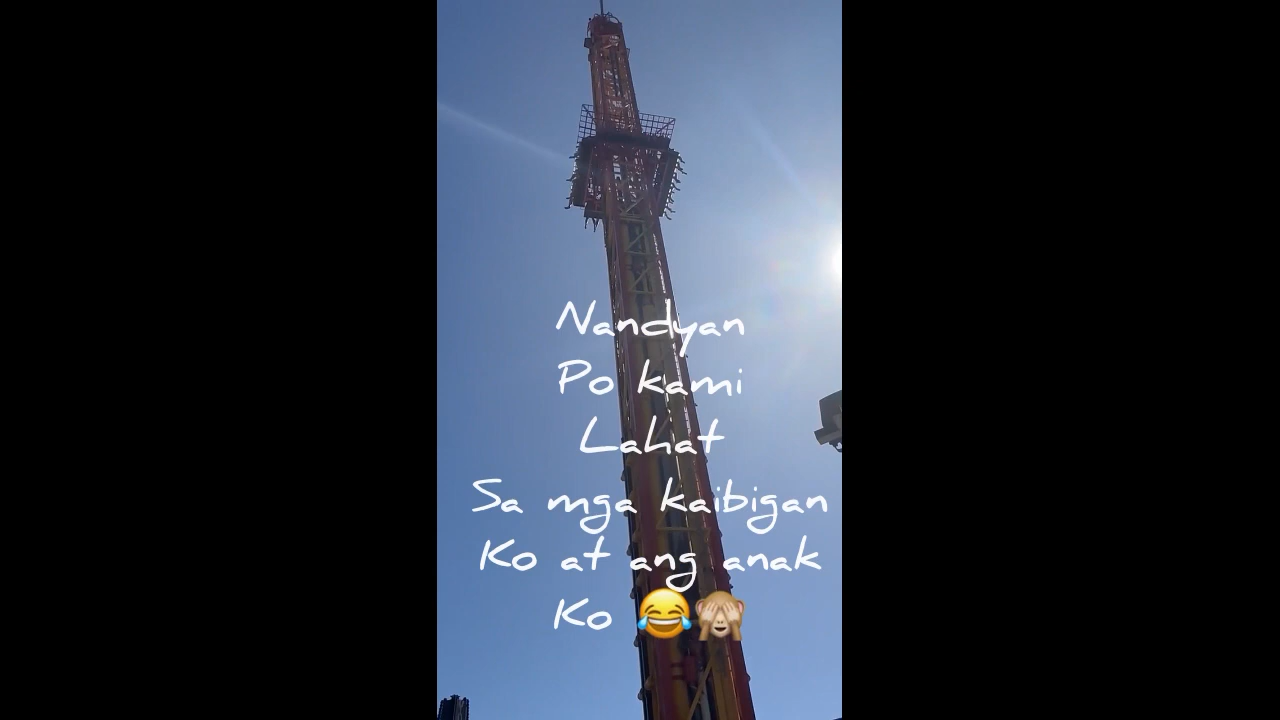 Nandyan
Po kami
Lahat
Sa mga kaibigan
Ko at ang anak
Ko 😂🙈